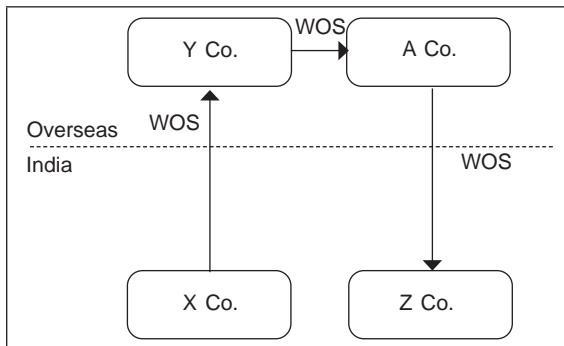 WOS
Y Co. A Co.
WOS
Overseas
India
WOS
X Co. Z Co.